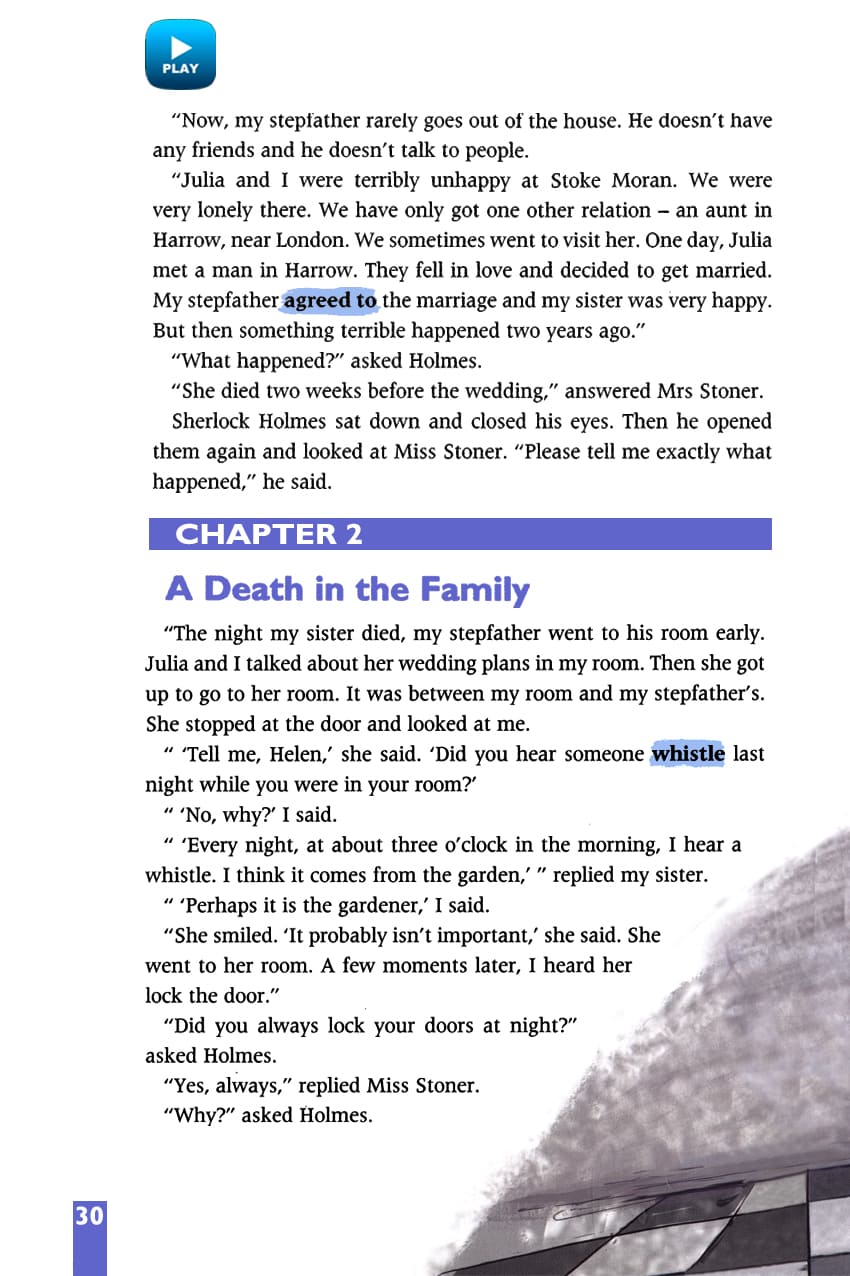 PLAY
“Now, my stepfather rarely goes out of the house. He doesn’t have
any friends and he doesn’t talk to people.
“Julia and I were terribly unhappy at Stoke Moran. We were
very lonely there. We have only got one other relation – an aunt in
Harrow, near London. We sometimes went to visit her. One day, Julia
met a man in Harrow. They fell in love and decided to get married.
My stepfather agreed to the marriage and my sister was very happy.
But then something terrible happened two years ago.”
“What happened?” asked Holmes.
“She died two weeks before the wedding,” answered Mrs Stoner.
Sherlock Holmes sat down and closed his eyes. Then he opened
them again and looked at Miss Stoner. “Please tell me exactly what
happened,” he said.
CHAPTER 2
A Death in the Family
“The night my sister died, my stepfather went to his room early.
Julia and I talked about her wedding plans in my room. Then she got
up to go to her room. It was between my room and my stepfather’s.
She stopped at the door and looked at me.
“ ‘Tell me, Helen,’ she said. ‘Did you hear someone whistle last
night while you were in your room?’
“ ‘No, why?’ I said.
“ ‘Every night, at about three o’clock in the morning, I hear a
whistle. I think it comes from the garden,’ ” replied my sister.
“ ‘Perhaps it is the gardener,’ I said.
“She smiled. ‘It probably isn’t important,’ she said. She
went to her room. A few moments later, I heard her
lock the door.”
“Did you always lock your doors at night?”
asked Holmes.
“Yes, always,” replied Miss Stoner.
“Why?” asked Holmes.
30